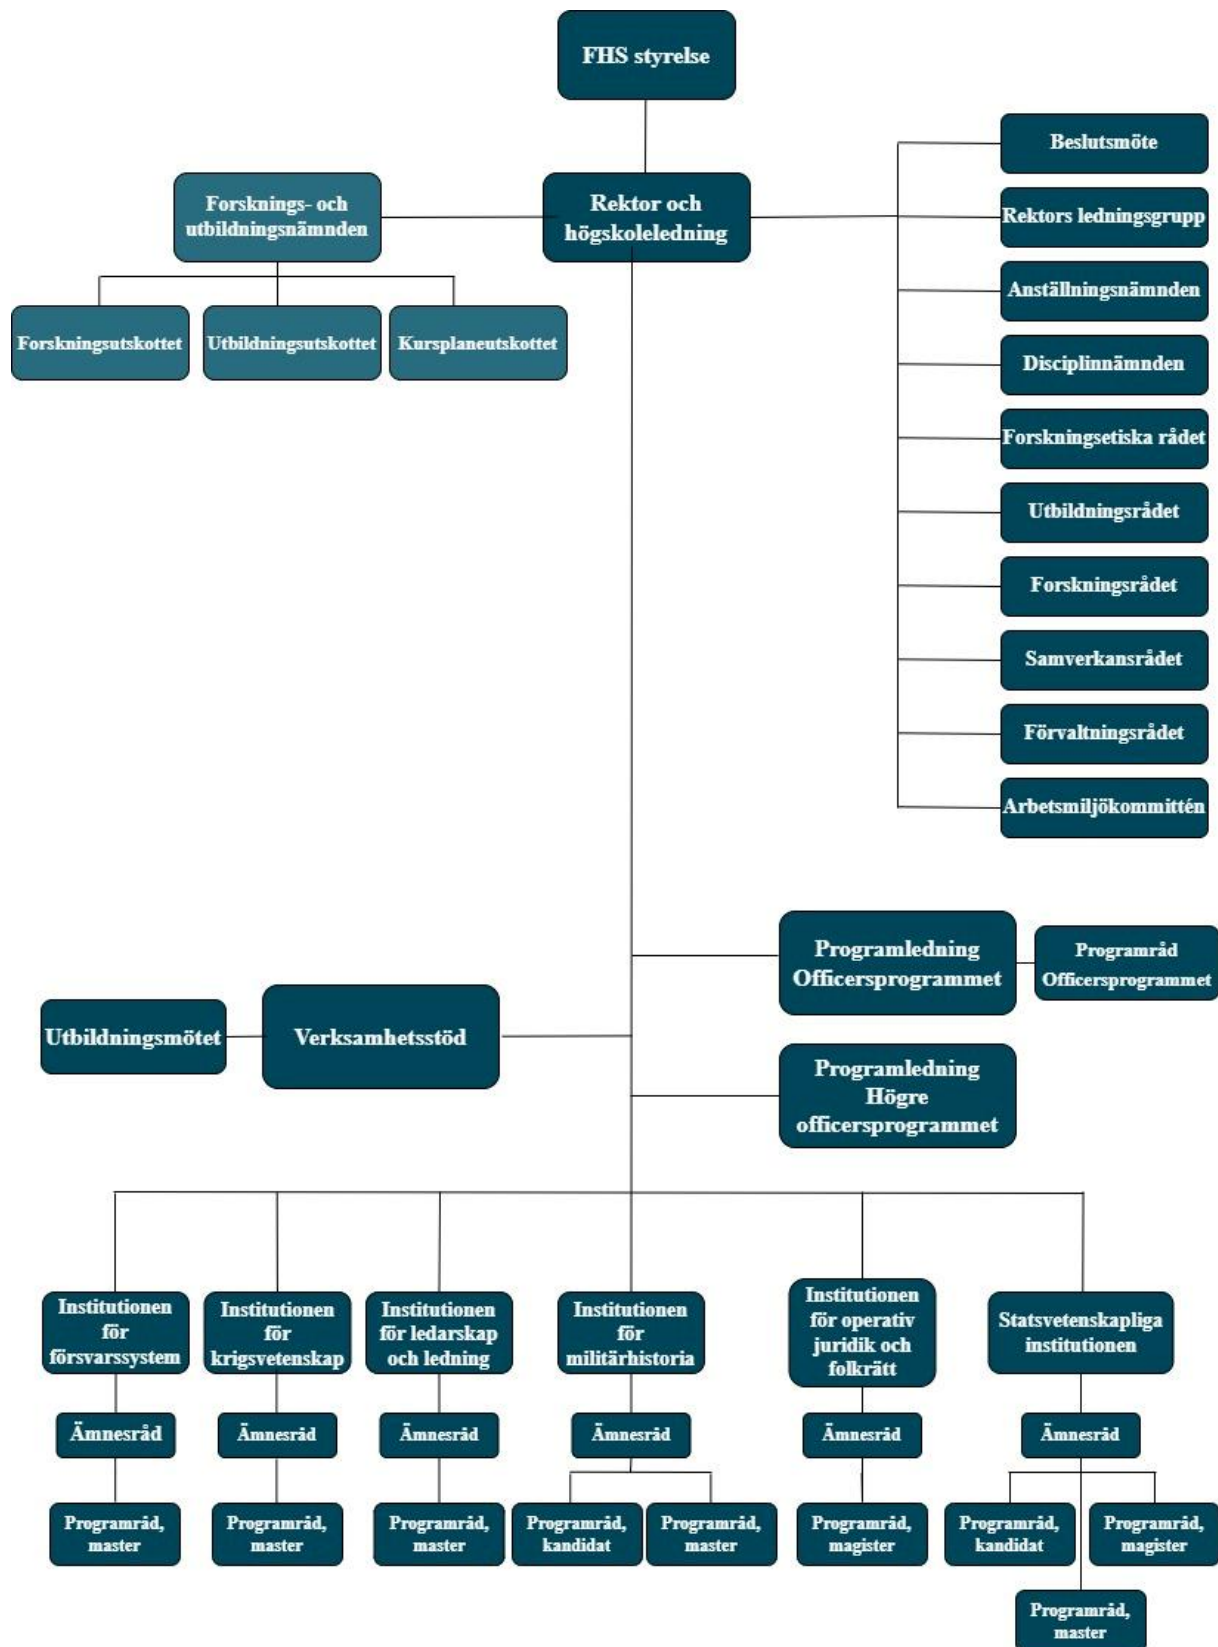 FHS styrelse
Forsknings- och
utbildningsnämnden
Rektor och
högskoleledning
Forskningsutskottet
Utbildningsutskottet
Kursplaneutskottet
Beslutsmöte
Rektors ledningsgrupp
Anställningsnämnden
Disciplinnämnden
Forskningsetiska rådet
Utbildningsrådet
Forskningsrådet
Samverkansrådet
Förvaltningsrådet
Arbetsmiljökommittén
Programledning
Officersprogrammet
Programråd
Officersprogrammet
Utbildningsmötet
Verksamhetsstöd
Programledning
Högre
officersprogrammet
Institutionen
för
försvarssystem
Institutionen
för
krigsvetenskap
Institutionen
för ledarskap
och ledning
Institutionen
för
militärhistoria
Institutionen
för operativ
juridik och
folkrätt
Statsvetenskapliga
institutionen
Ämnesråd
Ämnesråd
Ämnesråd
Ämnesråd
Ämnesråd
Ämnesråd
Programråd,
master
Programråd,
master
Programråd,
master
Programråd,
kandidat
Programråd,
master
Programråd,
magister
Programråd,
kandidat
Programråd,
magister
Programråd,
master